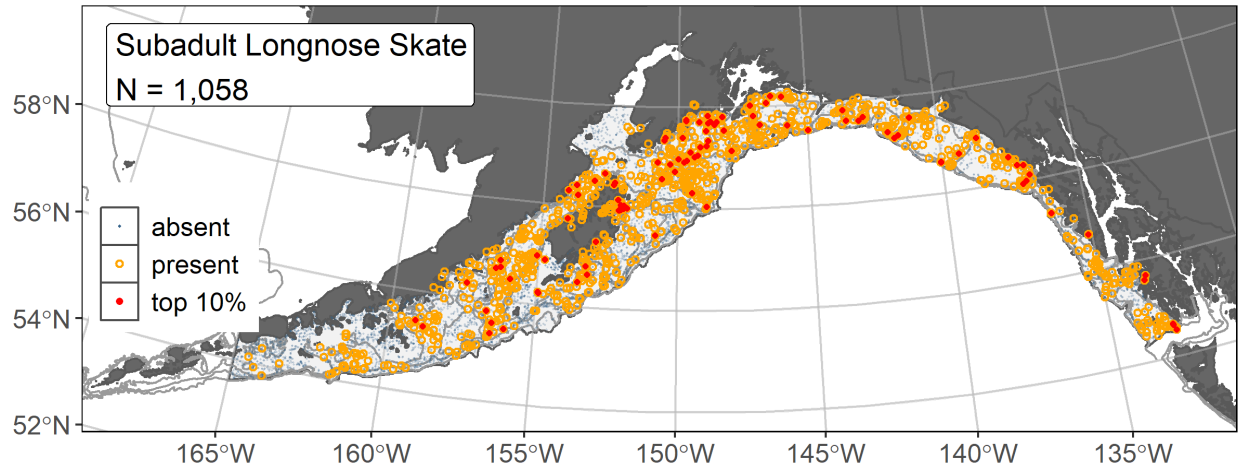 Subadult Longnose Skate
N = 1,058
58°N
56°N
54°N
52°N
absent
present
top 10%
165°W 160°W 155°W 150°W 145°W 140°W 135°W